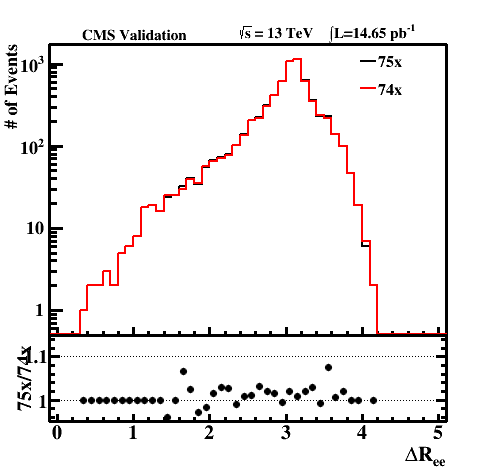 CMS Validation √s = 13 TeV ∫L=14.65 pb⁻¹
# of Events
10³
10²
10
1
75x
74x
75x/74x
1.1
1
0 1 2 3 4 5
ΔRee